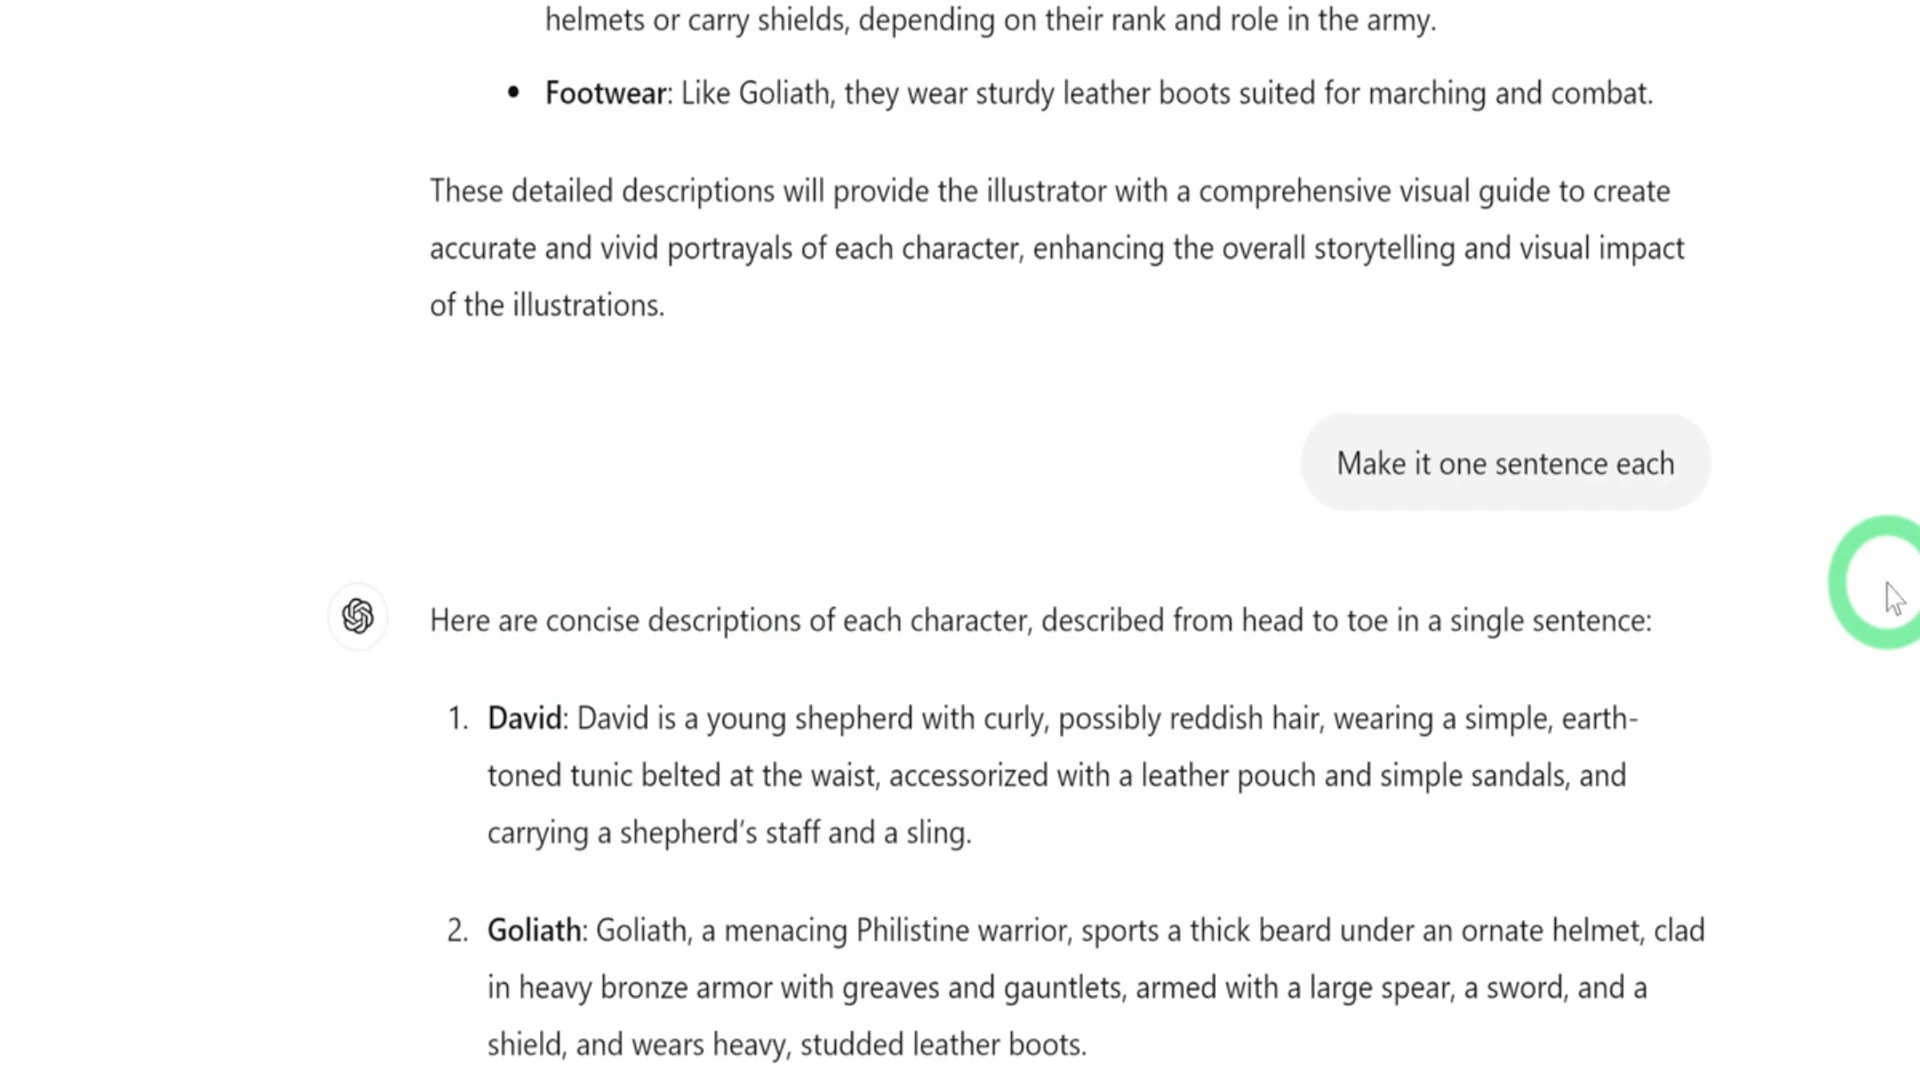 helmets or carry shields, depending on their rank and role in the army.
• Footwear: Like Goliath, they wear sturdy leather boots suited for marching and combat.
These detailed descriptions will provide the illustrator with a comprehensive visual guide to create
accurate and vivid portrayals of each character, enhancing the overall storytelling and visual impact
of the illustrations.
Make it one sentence each
Here are concise descriptions of each character, described from head to toe in a single sentence:
1. David: David is a young shepherd with curly, possibly reddish hair, wearing a simple, earth-
toned tunic belted at the waist, accessorized with a leather pouch and simple sandals, and
carrying a shepherd’s staff and a sling.
2. Goliath: Goliath, a menacing Philistine warrior, sports a thick beard under an ornate helmet, clad
in heavy bronze armor with greaves and gauntlets, armed with a large spear, a sword, and a
shield, and wears heavy, studded leather boots.